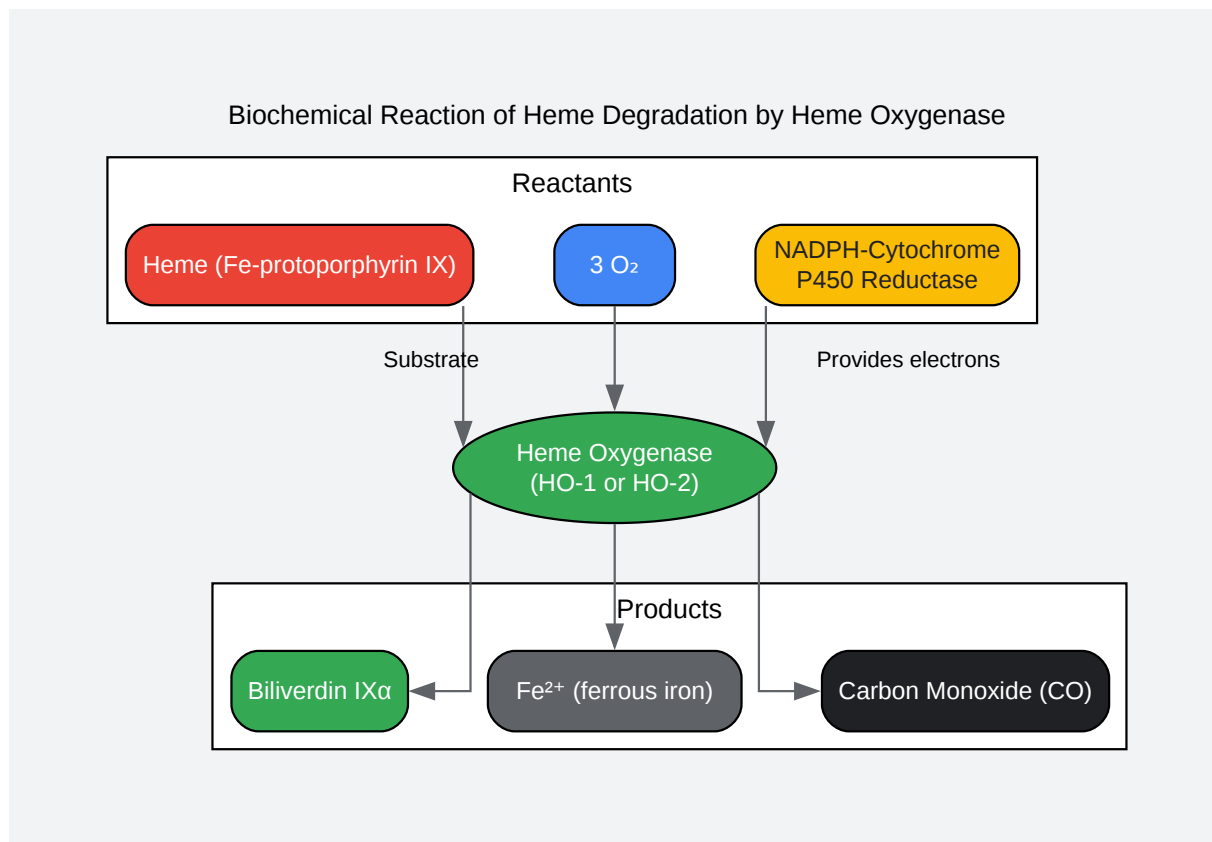 Biochemical Reaction of Heme Degradation by Heme Oxygenase
Reactants
Heme (Fe-protoporphyrin IX)
3 O₂
NADPH-Cytochrome
P450 Reductase
Substrate
Provides electrons
Heme Oxygenase
(HO-1 or HO-2)
Products
Biliverdin IXα
Fe²⁺ (ferrous iron)
Carbon Monoxide (CO)